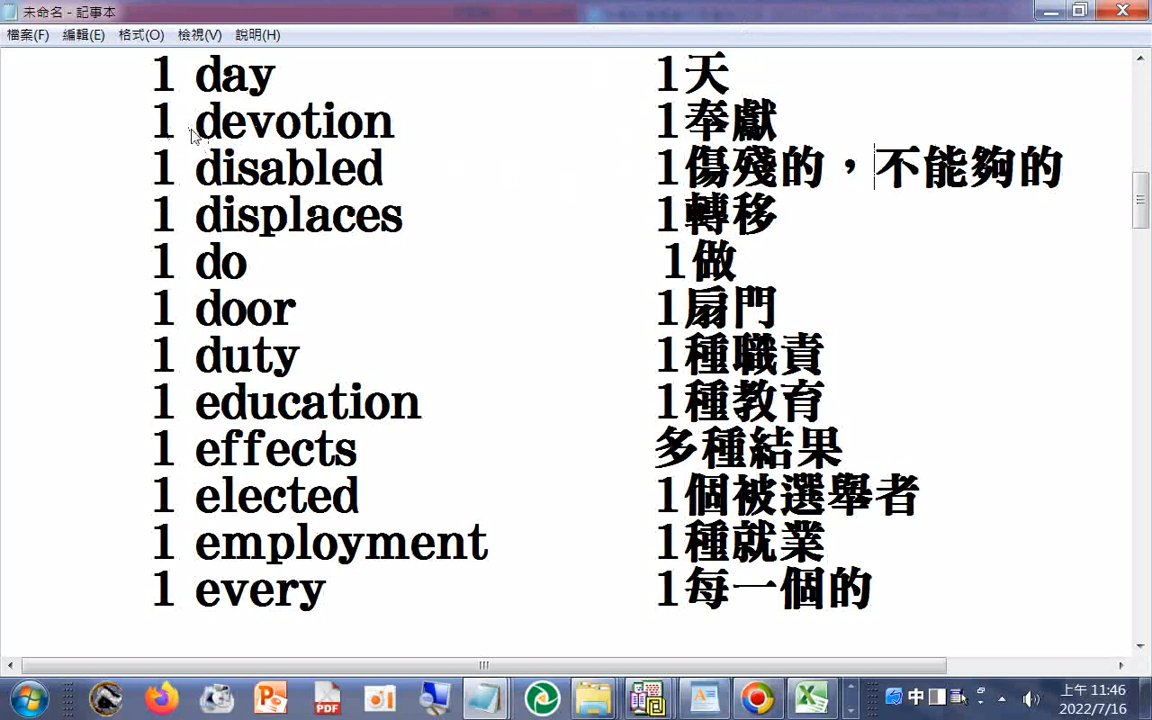 未命名 - 記事本
檔案(F) 編輯(E) 格式(O) 檢視(V) 說明(H)
1 day 1天
1 devotion 1奉獻
1 disabled 1傷殘的，不能夠的
1 displaces 1轉移
1 do 1做
1 door 1扇門
1 duty 1種職責
1 education 1種教育
1 effects 多種結果
1 elected 1個被選舉者
1 employment 1種就業
1 every 1每一個的
中
上午 11:46
2022/7/16